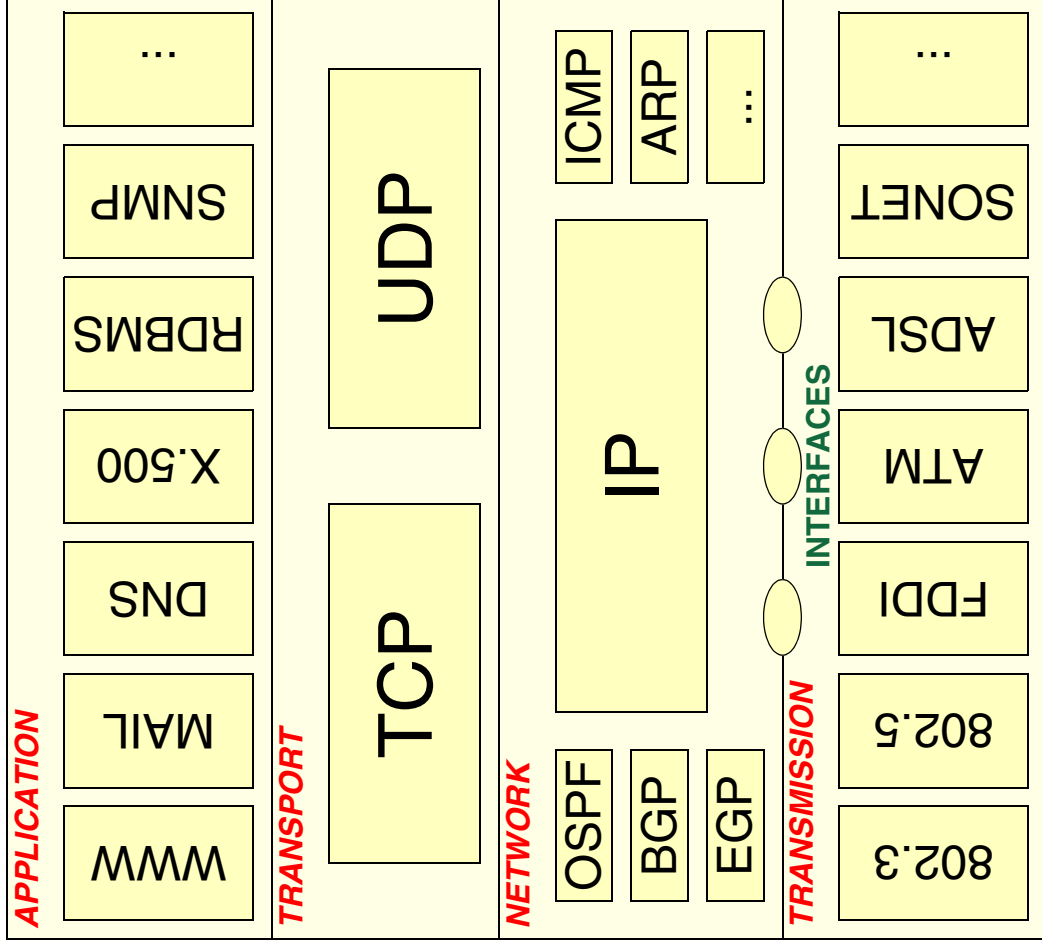 APPLICATION
WWW
MAIL
DNS
X.500
RDBMS
SNMP
...
TRANSPORT
TCP
UDP
NETWORK
OSPF
BGP
EGP
IP
ICMP
ARP
...
INTERFACES
TRANSMISSION
802.3
802.5
FDDI
ATM
ADSL
SONET
...